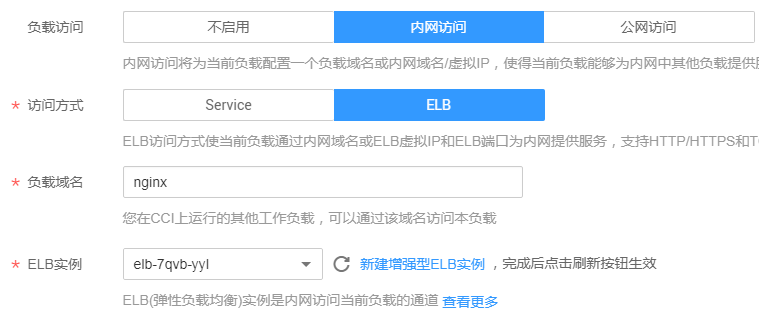 负载访问 不启用 内网访问 公网访问
内网访问将为当前负载配置一个负载域名或内网域名/虚拟IP，使得当前负载能够为内网中其他负载提供
* 访问方式 Service ELB
ELB访问方式使当前负载通过内网域名或ELB虚拟IP和ELB端口为内网提供服务，支持HTTP/HTTPS和T
* 负载域名 nginx
您在CCI上运行的其他工作负载，可以通过该域名访问本负载
* ELB实例 elb-7qvb-yyl 新建增强型ELB实例 ，完成后点击刷新按钮生效
ELB(弹性负载均衡)实例是内网访问当前负载的通道 查看更多